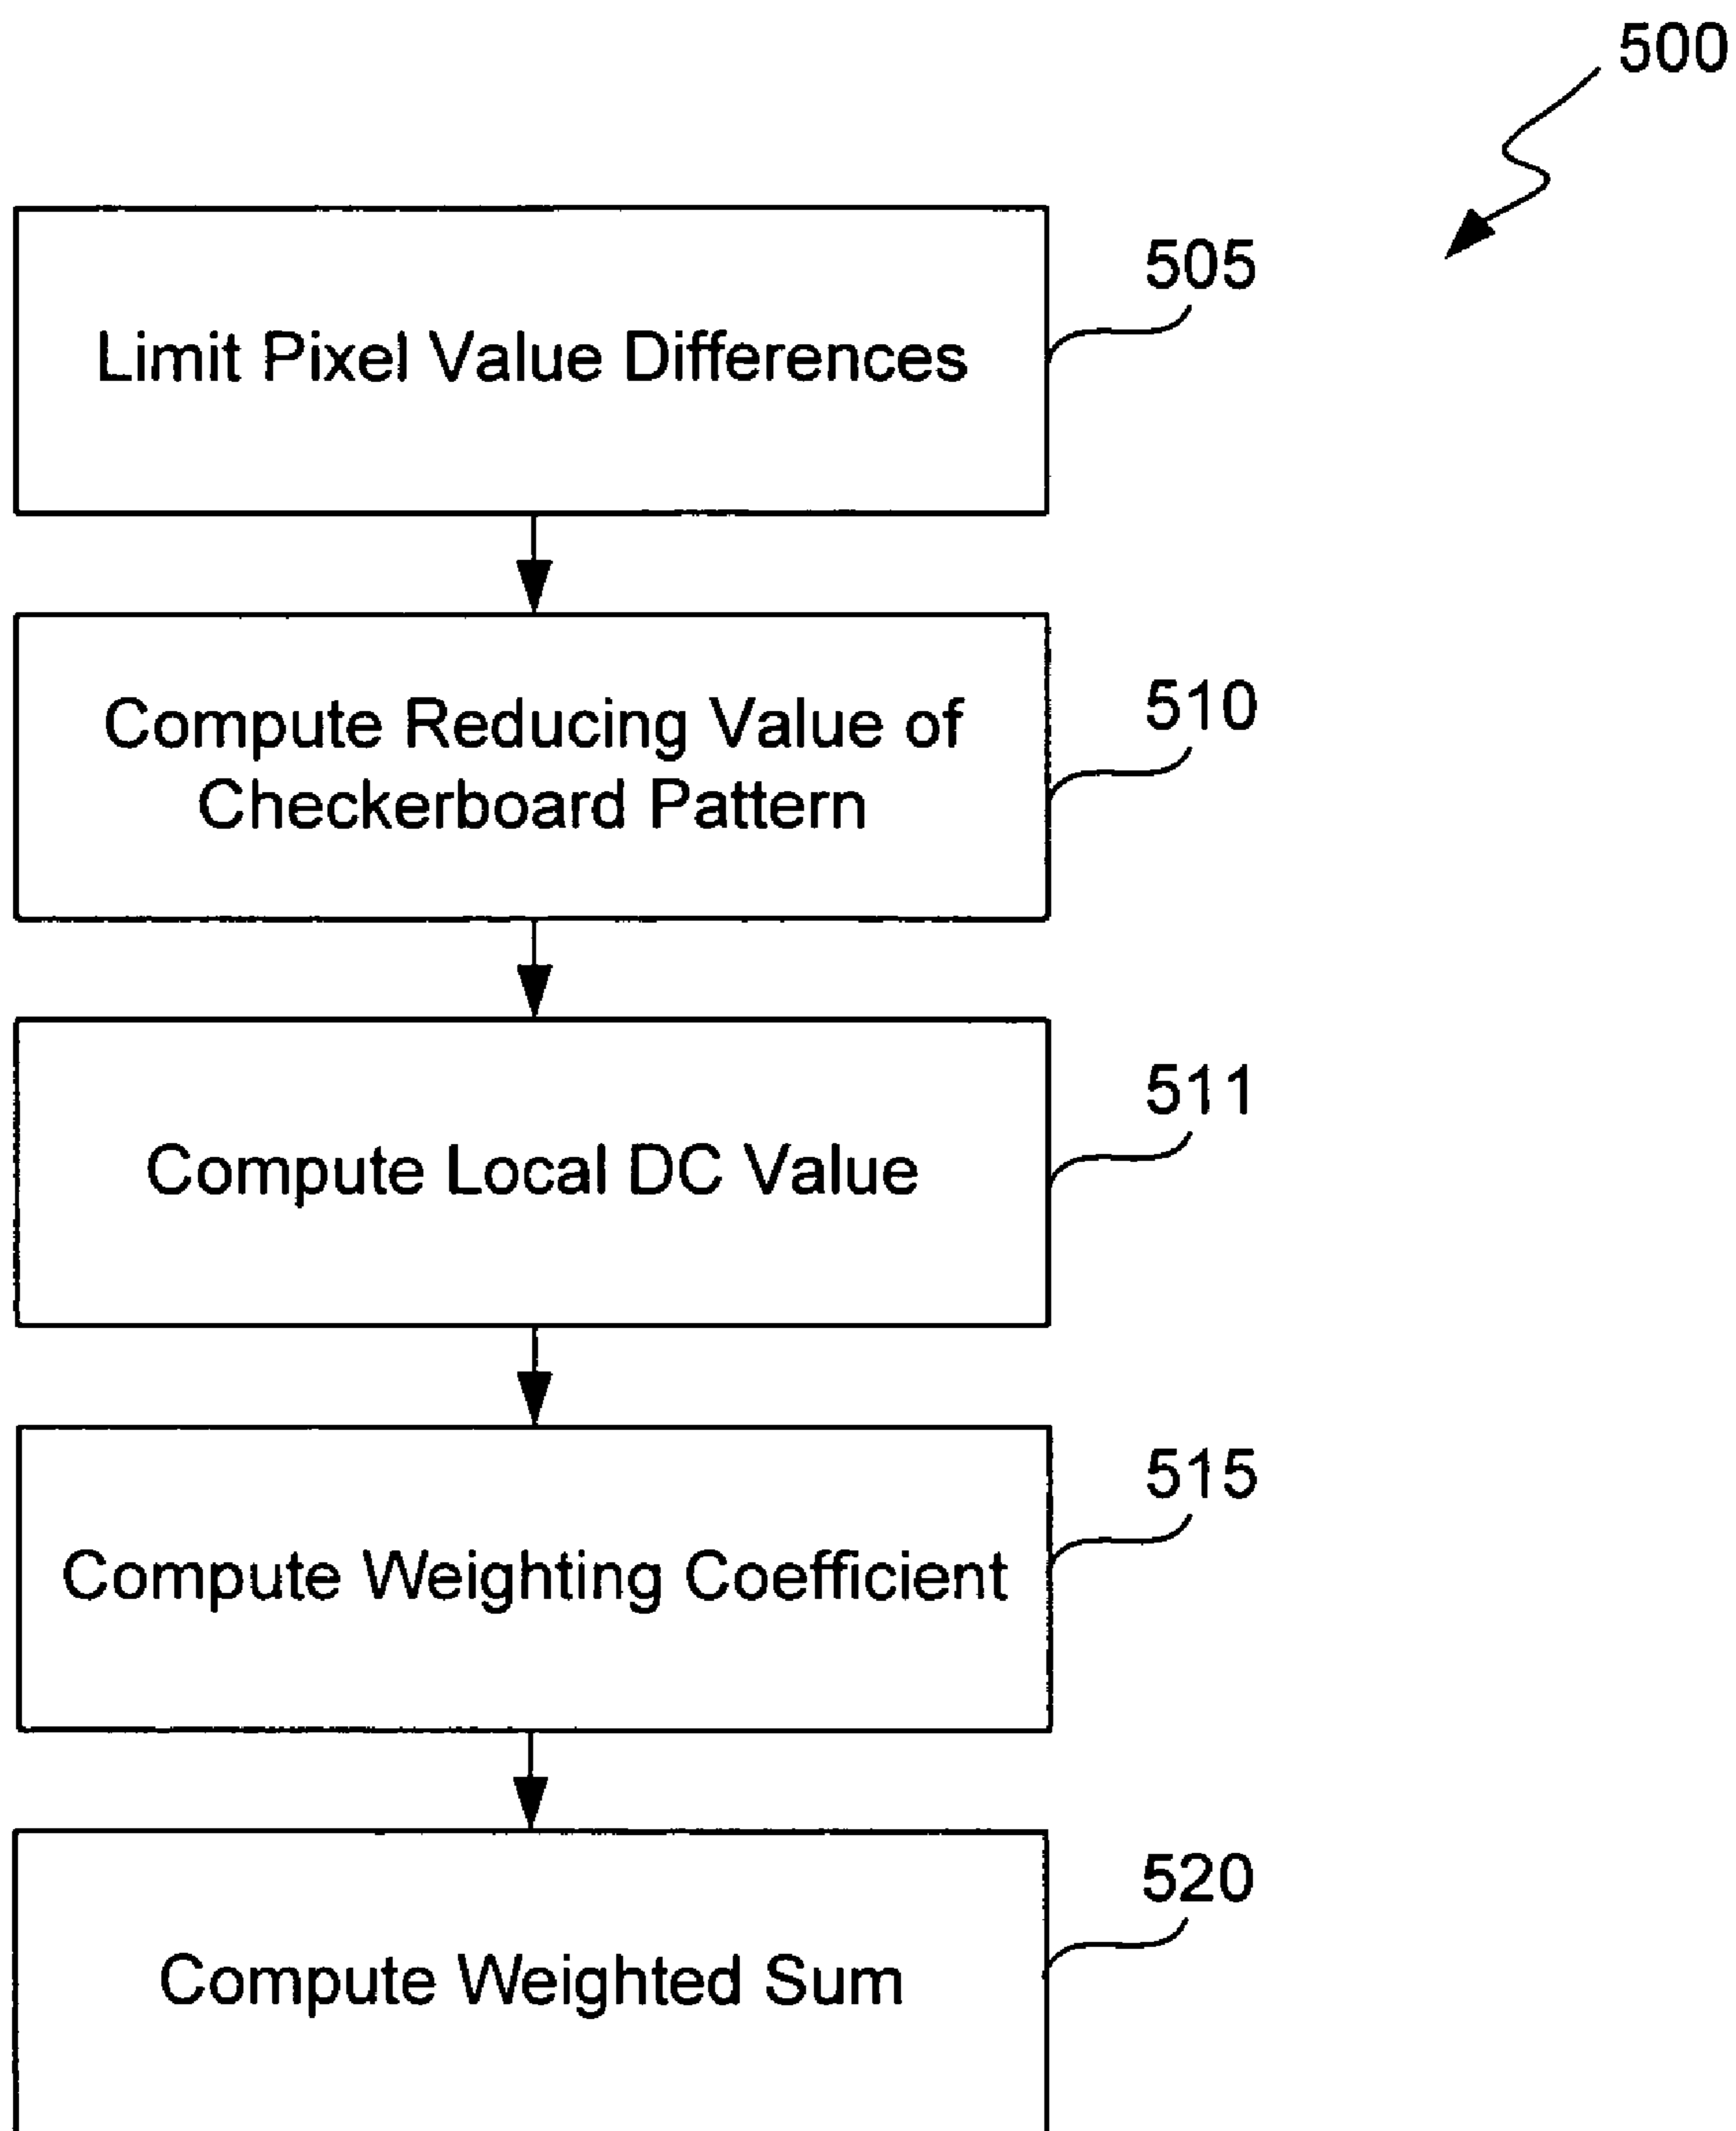 500
505
Limit Pixel Value Differences
510
Compute Reducing Value of
Checkerboard Pattern
511
Compute Local DC Value
515
Compute Weighting Coefficient
520
Compute Weighted Sum